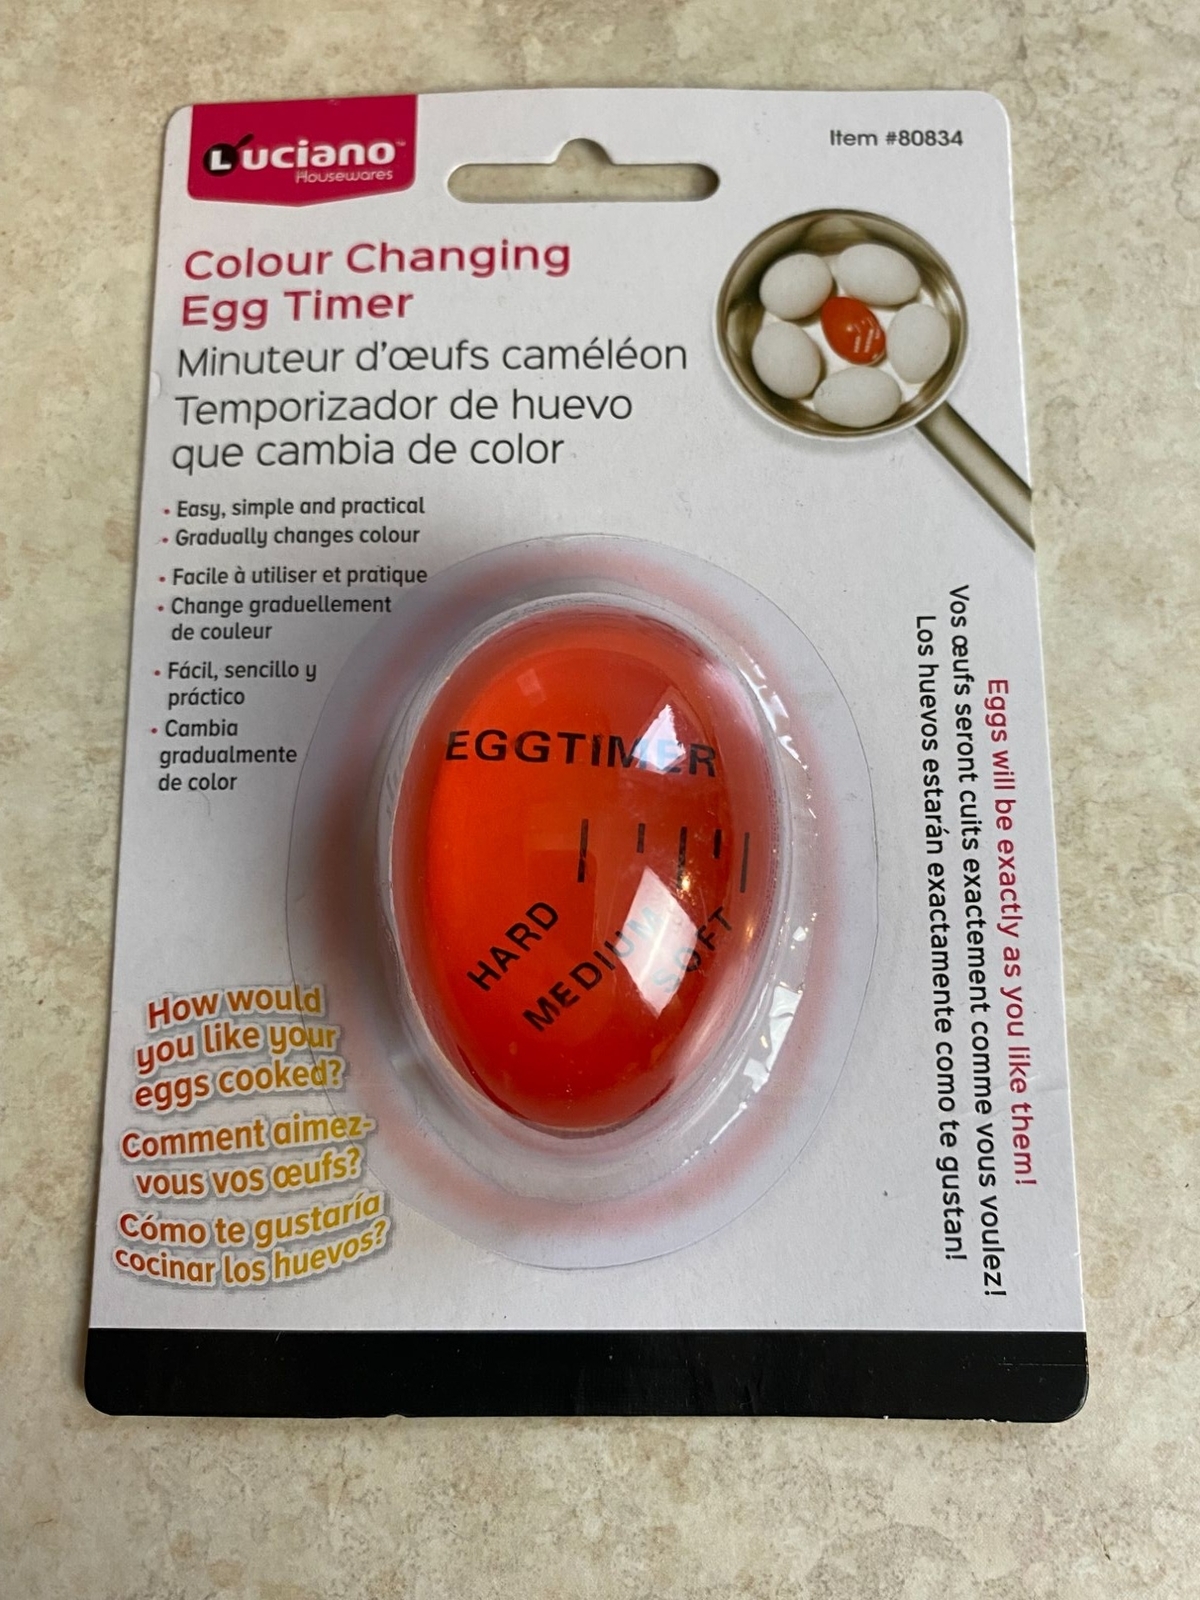 Luciano™
Housewares
Item #80834
Colour Changing
Egg Timer
Minuteur d'œufs caméléon
Temporizador de huevo
que cambia de color
• Easy, simple and practical
• Gradually changes colour
• Facile à utiliser et pratique
• Change graduellement
de couleur
• Fácil, sencillo y
práctico
• Cambia
gradualmente
de color
EGGTIMER
HARD
MEDIUM
SOFT
How would
you like your
eggs cooked?
Comment aimez-
vous vos œufs?
Cómo te gustaría
cocinar los huevos?
Eggs will be exactly as you like them!
Vos œufs seront cuits exactement comme vous voulez!
Los huevos estarán exactamente como te gustan!